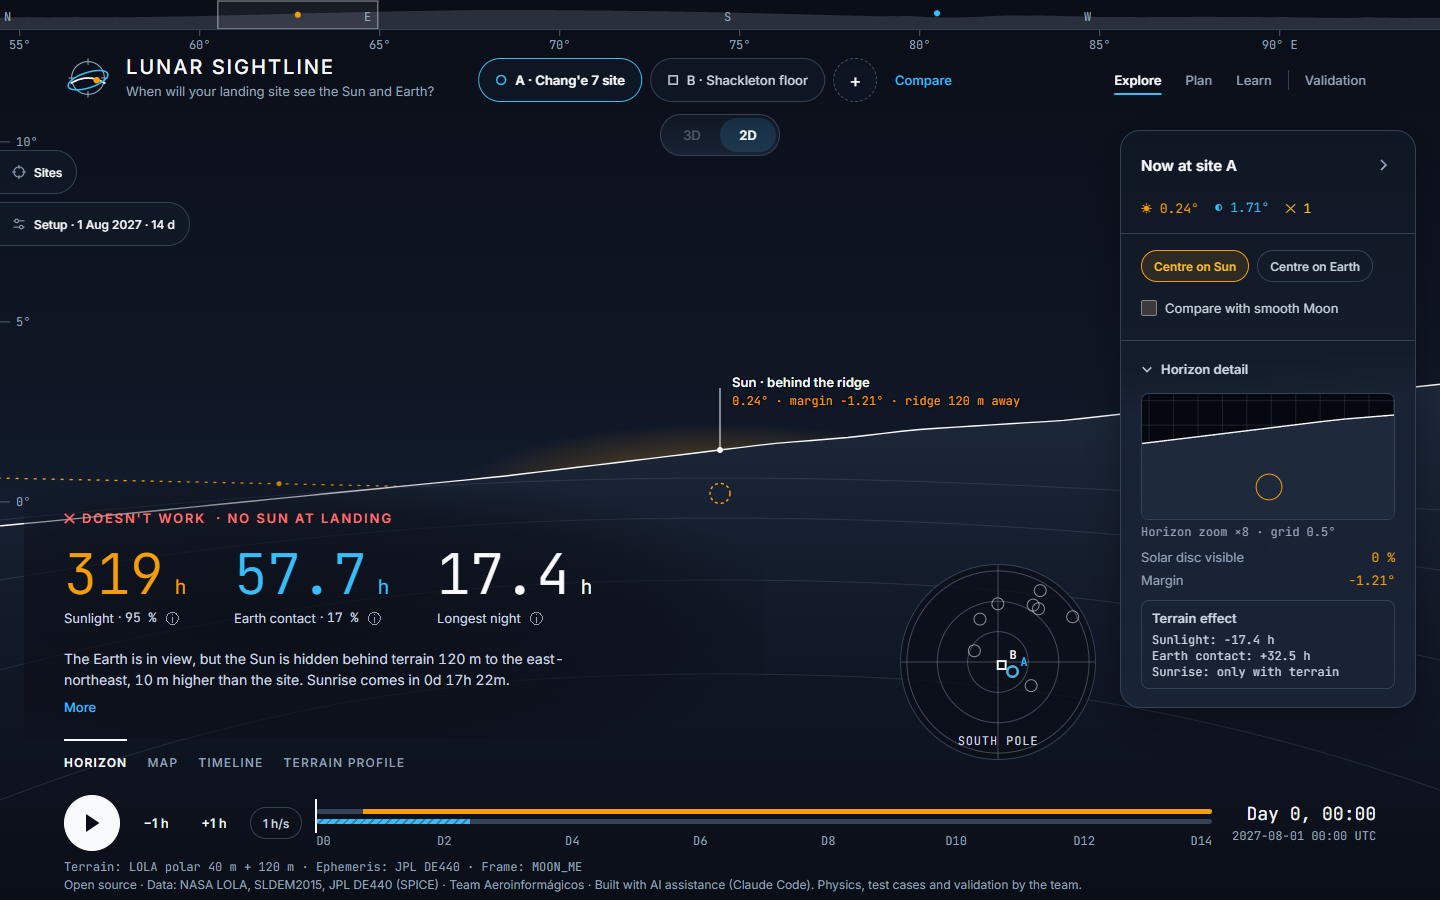 N E S W
55° 60° 65° 70° 75° 80° 85° 90° E
LUNAR SIGHTLINE
When will your landing site see the Sun and Earth?
A · Chang'e 7 site
B · Shackleton floor
+
Compare
Explore Plan Learn Validation
3D 2D
10°
Sites
Setup · 1 Aug 2027 · 14 d
5°
0°
Now at site A
0.24° 1.71° 1
Centre on Sun Centre on Earth
Compare with smooth Moon
Horizon detail
Horizon zoom ×8 · grid 0.5°
Solar disc visible 0 %
Margin -1.21°
Terrain effect
Sunlight: -17.4 h
Earth contact: +32.5 h
Sunrise: only with terrain
Sun · behind the ridge
0.24° · margin -1.21° · ridge 120 m away
DOESN'T WORK · NO SUN AT LANDING
319 h 57.7 h 17.4 h
Sunlight · 95 % Earth contact · 17 % Longest night
The Earth is in view, but the Sun is hidden behind terrain 120 m to the east-
northeast, 10 m higher than the site. Sunrise comes in 0d 17h 22m.
More
B A
SOUTH POLE
HORIZON MAP TIMELINE TERRAIN PROFILE
−1 h +1 h 1 h/s
D0 D2 D4 D6 D8 D10 D12 D14
Day 0, 00:00
2027-08-01 00:00 UTC
Terrain: LOLA polar 40 m + 120 m · Ephemeris: JPL DE440 · Frame: MOON_ME
Open source · Data: NASA LOLA, SLDEM2015, JPL DE440 (SPICE) · Team Aeroinformágicos · Built with AI assistance (Claude Code). Physics, test cases and validation by the team.